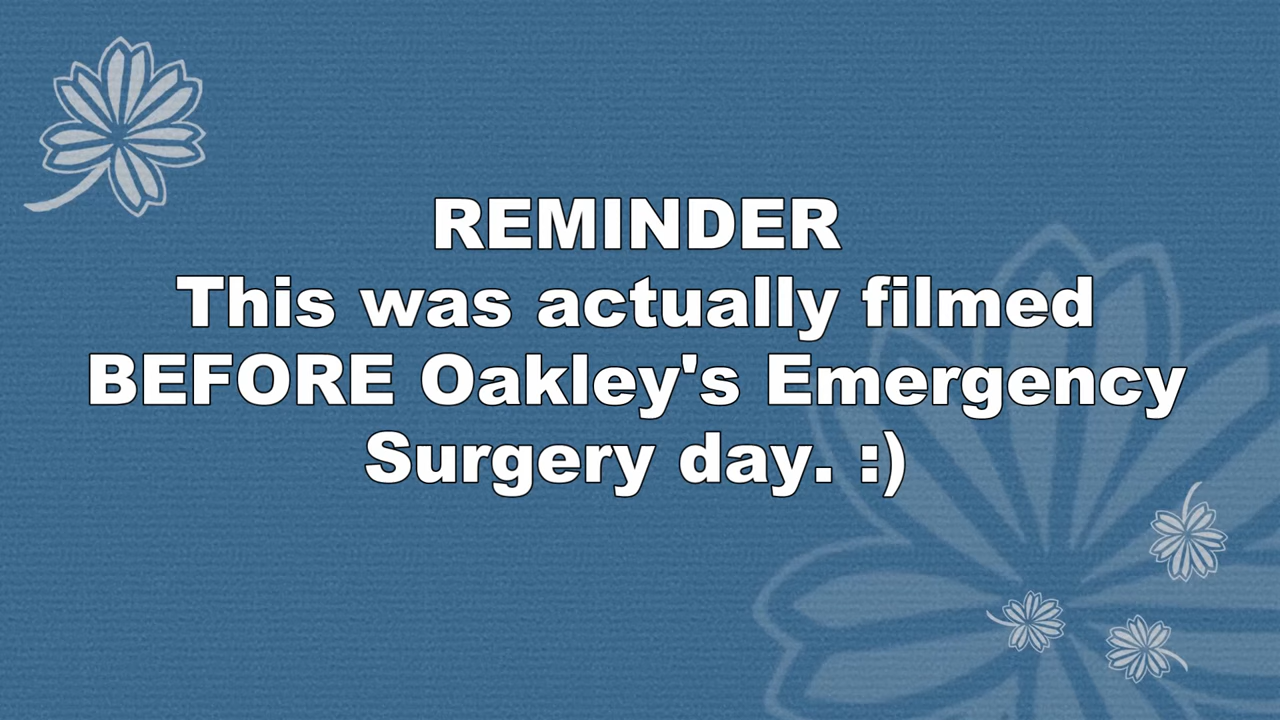 REMINDER
This was actually filmed
BEFORE Oakley's Emergency
Surgery day. :)